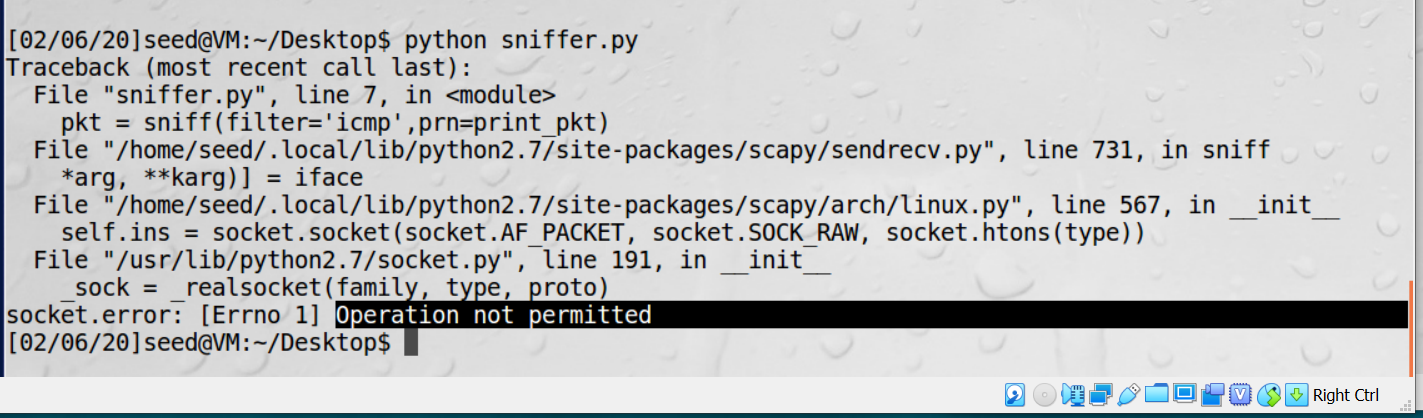 [02/06/20]seed@VM:~/Desktop$ python sniffer.py
Traceback (most recent call last):
  File "sniffer.py", line 7, in <module>
    pkt = sniff(filter='icmp',prn=print_pkt)
  File "/home/seed/.local/lib/python2.7/site-packages/scapy/sendrecv.py", line 731, in sniff
    *arg, **karg)] = iface
  File "/home/seed/.local/lib/python2.7/site-packages/scapy/arch/linux.py", line 567, in __init__
    self.ins = socket.socket(socket.AF_PACKET, socket.SOCK_RAW, socket.htons(type))
  File "/usr/lib/python2.7/socket.py", line 191, in __init__
    _sock = _realsocket(family, type, proto)
socket.error: [Errno 1] Operation not permitted
[02/06/20]seed@VM:~/Desktop$
Right Ctrl